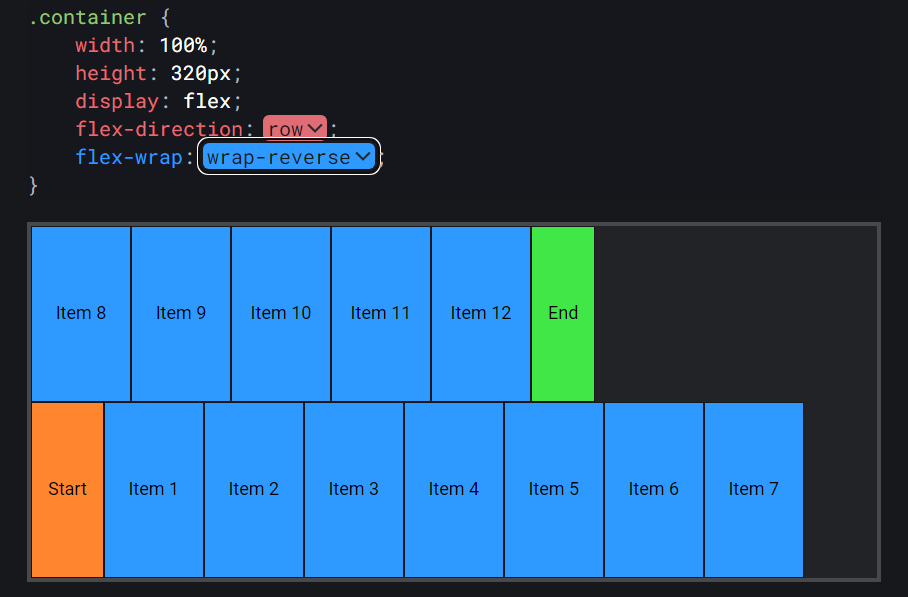 .container {
    width: 100%;
    height: 320px;
    display: flex;
    flex-direction: row;
    flex-wrap: wrap-reverse;
}
Item 8 Item 9 Item 10 Item 11 Item 12 End
Start Item 1 Item 2 Item 3 Item 4 Item 5 Item 6 Item 7